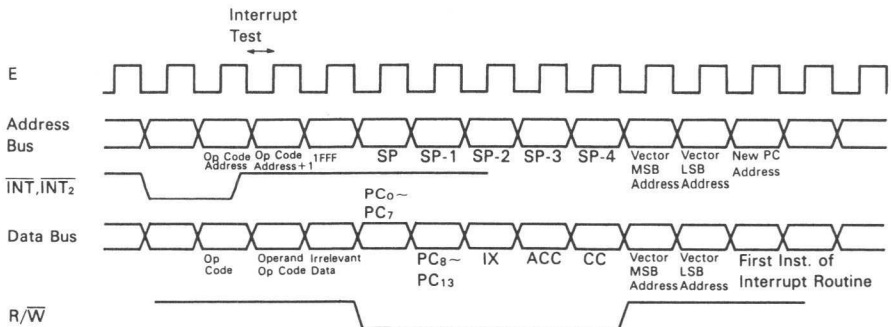 Interrupt
Test
E
Address
Bus
Op Code
Address
Op Code
Address+1
1FFF
SP
SP-1
SP-2
SP-3
SP-4
Vector
MSB
Address
Vector
LSB
Address
New PC
Address
INT,INT₂
PC₀~
PC₇
Data Bus
Op
Code
Operand
Op Code
Irrelevant
Data
PC₈~
PC₁₃
IX
ACC
CC
Vector
MSB
Address
Vector
LSB
Address
First Inst. of
Interrupt Routine
R/W